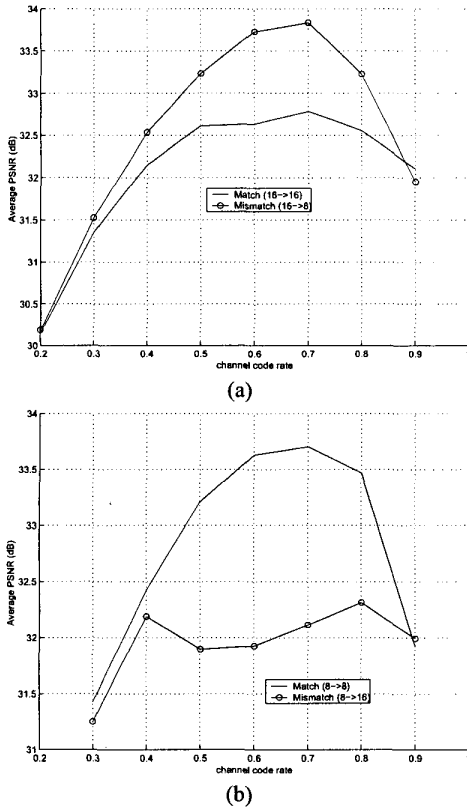 34
33.5
33
32.5
32
31.5
31
30.5
30
Average PSNR (dB)
Match (16->16)
Mismatch (16->8)
0.2 0.3 0.4 0.5 0.6 0.7 0.8 0.9
channel code rate
(a)
34
33.5
33
32.5
32
31.5
31
Average PSNR (dB)
Match (8->8)
Mismatch (8->16)
0.2 0.3 0.4 0.5 0.6 0.7 0.8 0.9
channel code rate
(b)